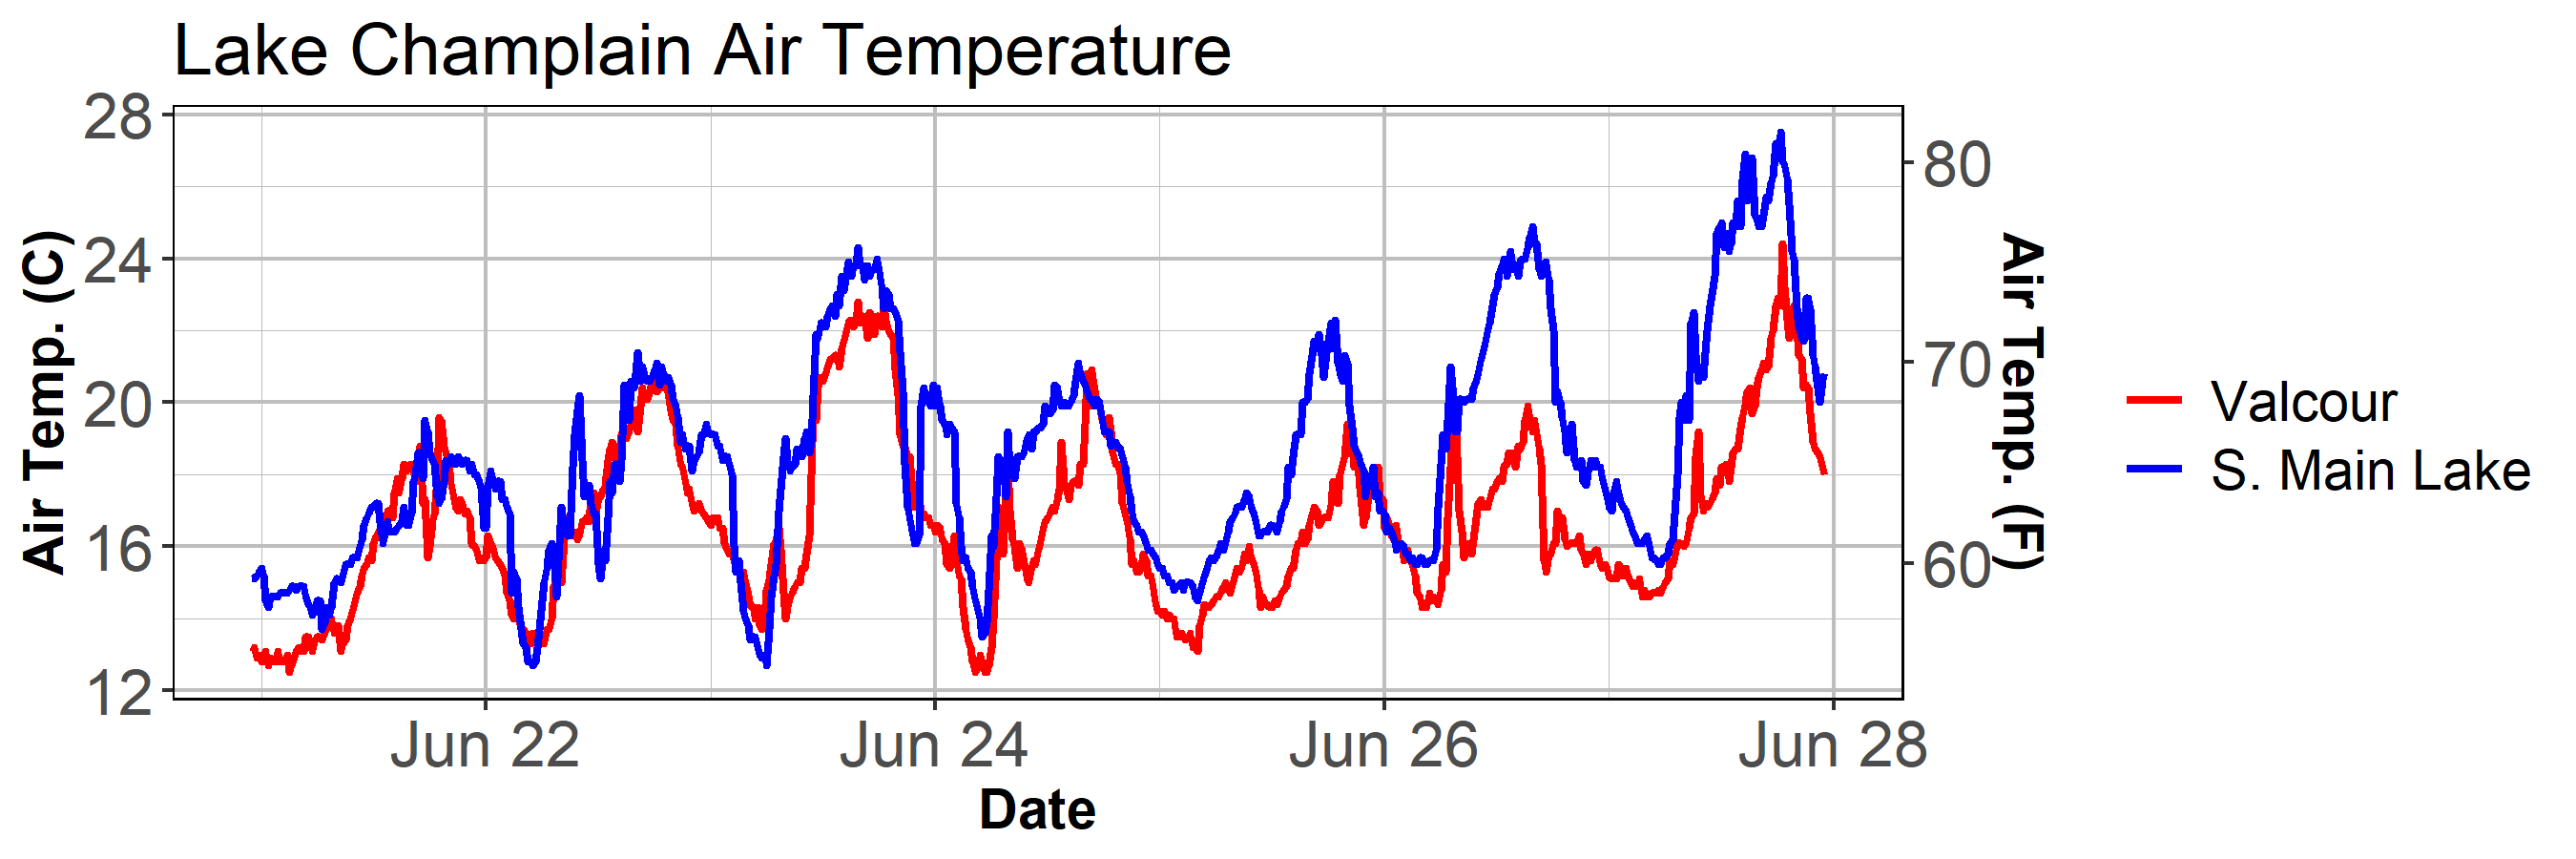 Lake Champlain Air Temperature
Air Temp. (C)
28
24
20
16
12
80
70
60
Air Temp. (F)
Jun 22 Jun 24 Jun 26 Jun 28
Date
Valcour
S. Main Lake